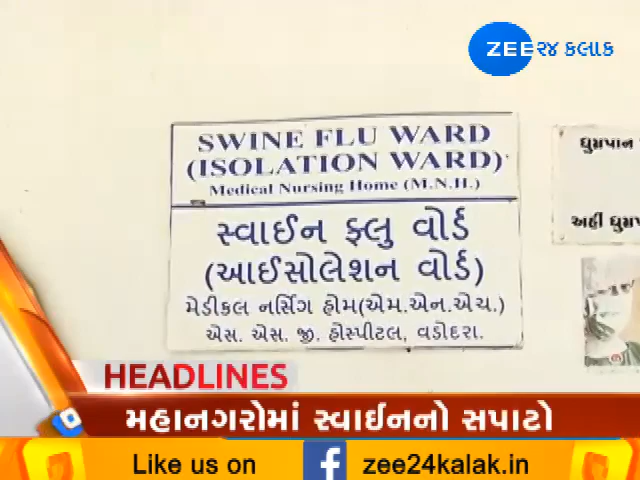 ZEE ૨૪ કલાક
SWINE FLU WARD
(ISOLATION WARD)
Medical Nursing Home (M.N.H.)
સ્વાઈન ફ્લુ વોર્ડ
(આઈસોલેશન વોર્ડ)
મેડીકલ નર્સિંગ હોમ(એમ.એન.એચ.)
એસ. એસ. જી. હોસ્પીટલ, વડોદરા.
ધુમ્રપાન
અહીં ધુમ્રપ
HEADLINES
મહાનગરોમાં સ્વાઈનનો સપાટો
Like us on f zee24kalak.in